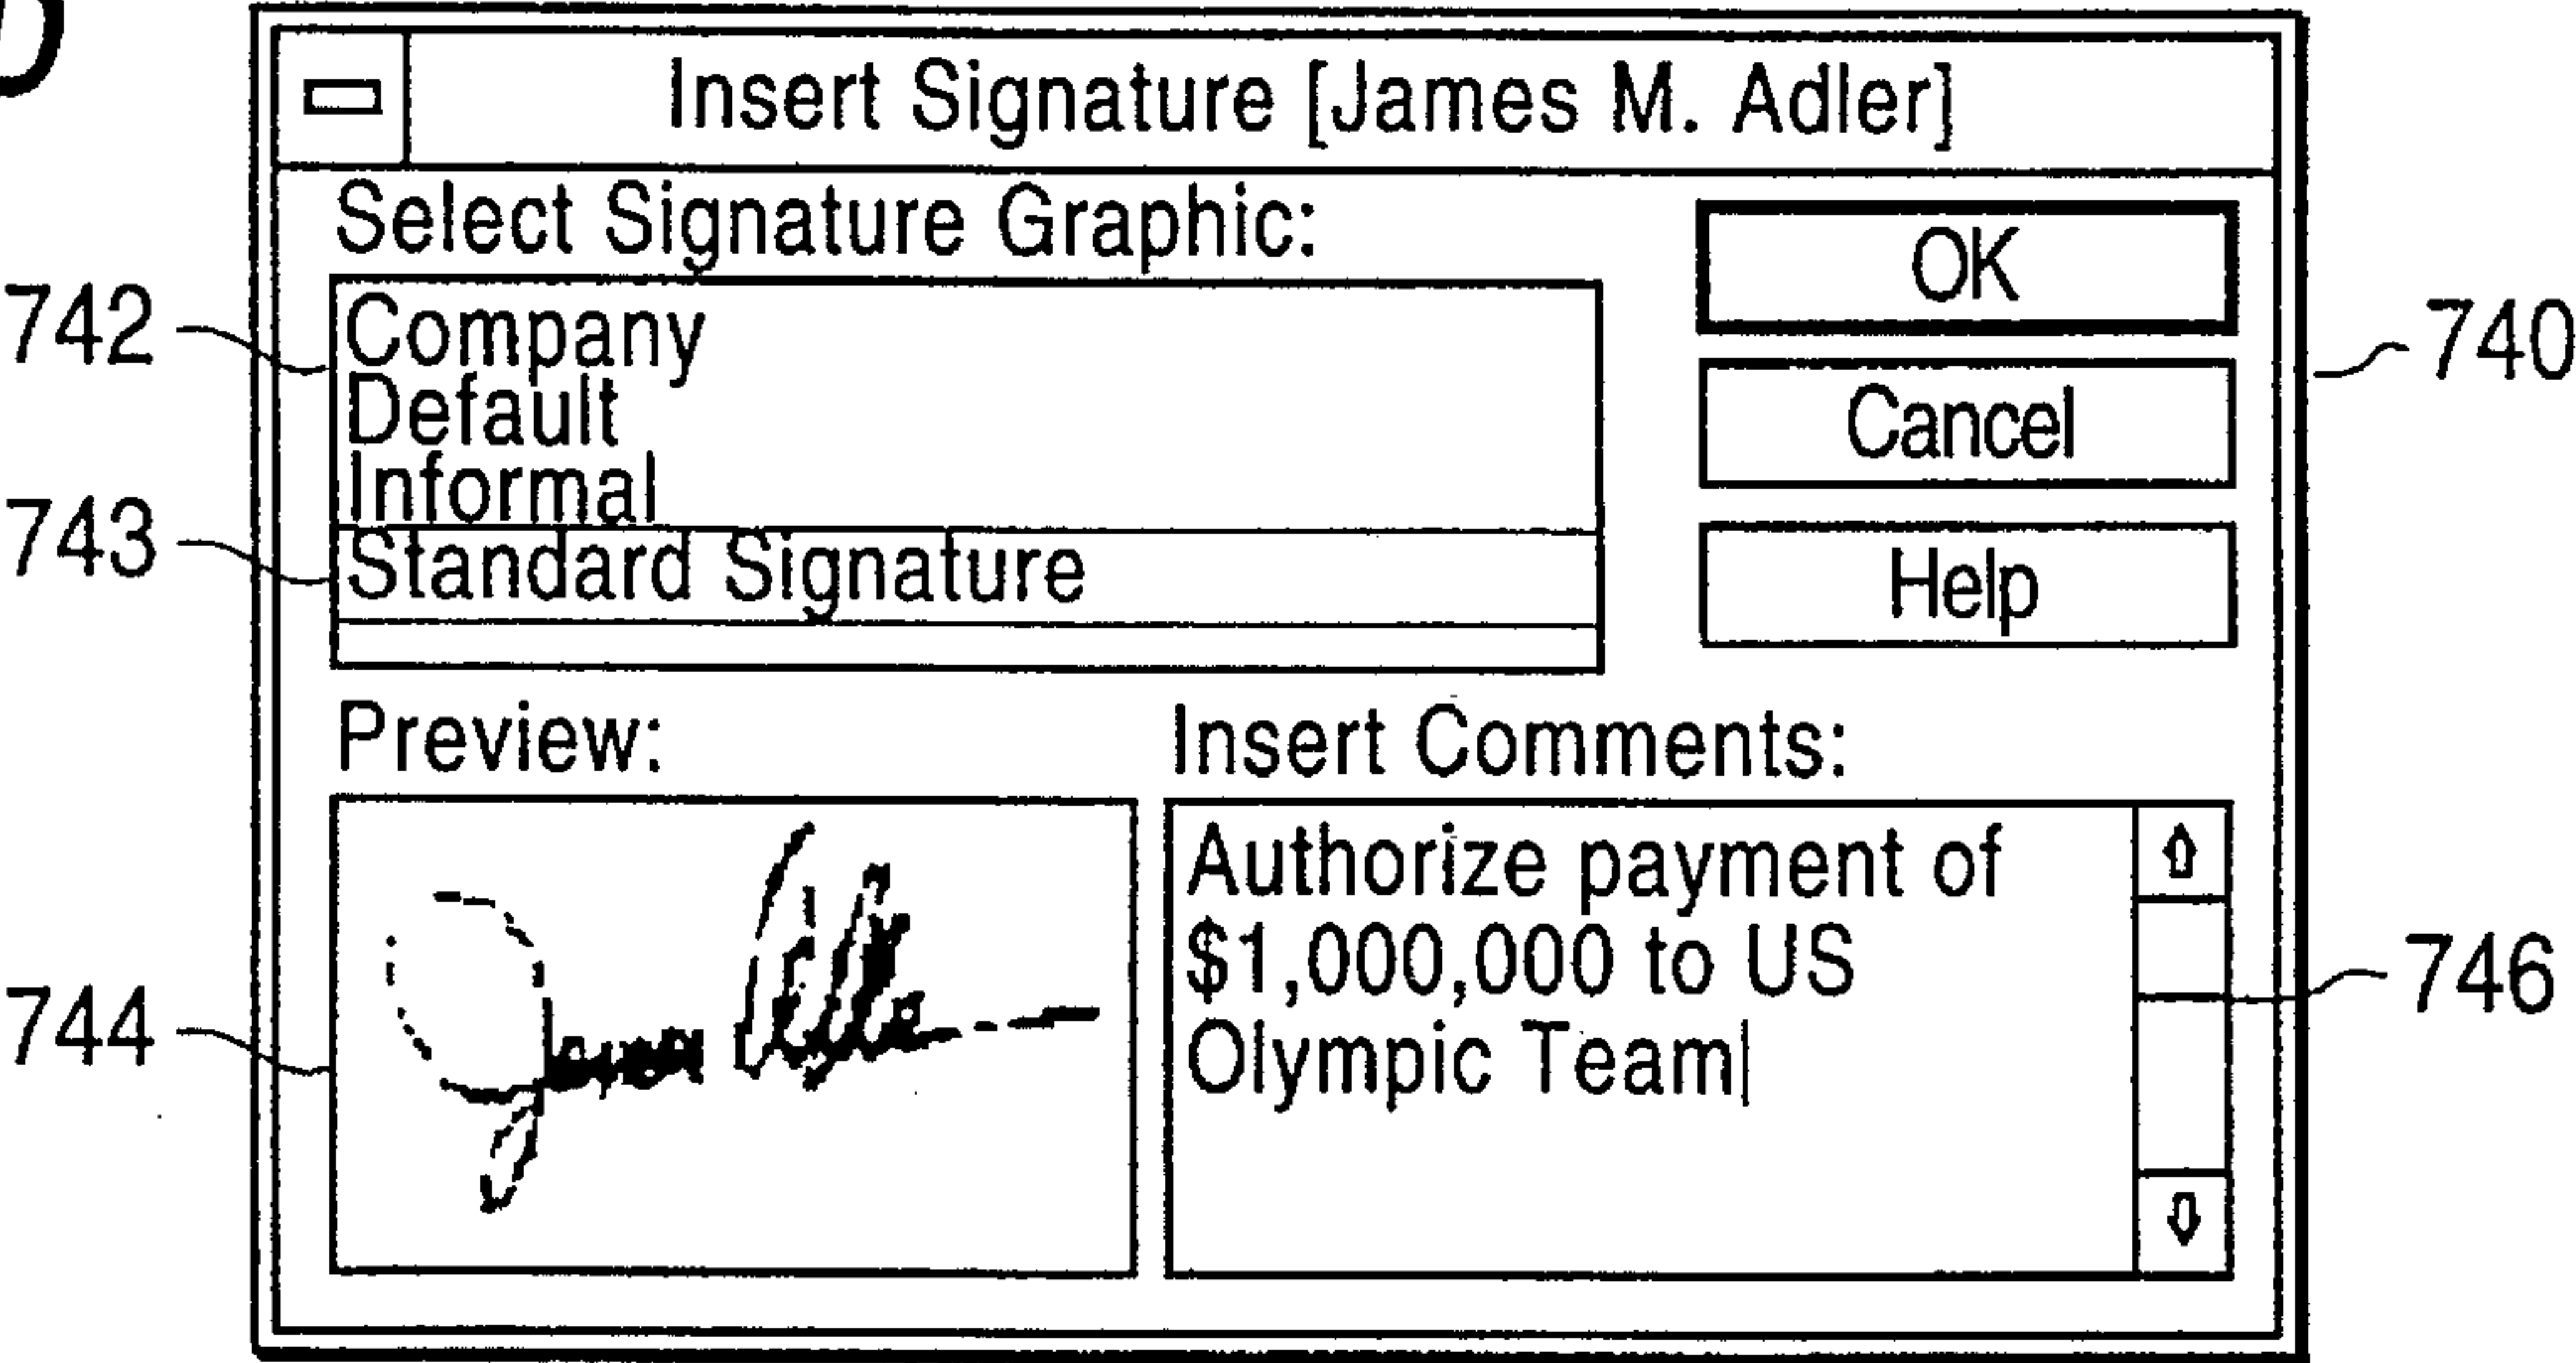 D
Insert Signature [James M. Adler]
Select Signature Graphic:
OK
742
Company
740
Default
Cancel
Informal
743
Standard Signature
Help
Preview:
Insert Comments:
Authorize payment of
$1,000,000 to US
746
744
Olympic Team